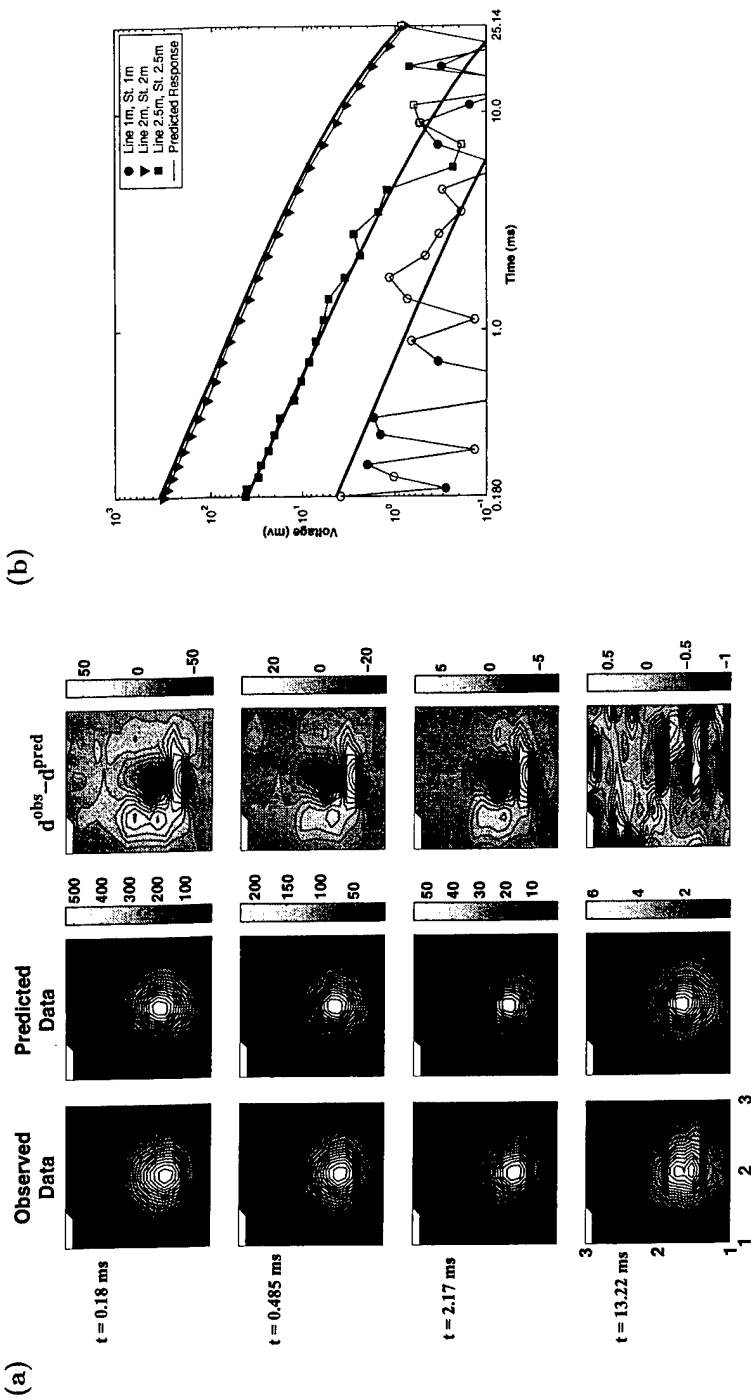 (a)
Observed
Data
Predicted
Data
d^obs–d^pred
t = 0.18 ms
500
400
300
200
100
50
0
−50
t = 0.485 ms
200
150
100
50
20
0
−20
t = 2.17 ms
50
40
30
20
10
5
0
−5
t = 13.22 ms
3
2
1
1
2
3
6
4
2
0.5
0
−0.5
−1
(b)
Voltage (mv)
10^3
10^2
10^1
10^0
10^-1
Line 1m, St. 1m
Line 2m, St. 2m
Line 2.5m, St. 2.5m
Predicted Response
0.180
1.0
10.0
25.14
Time (ms)